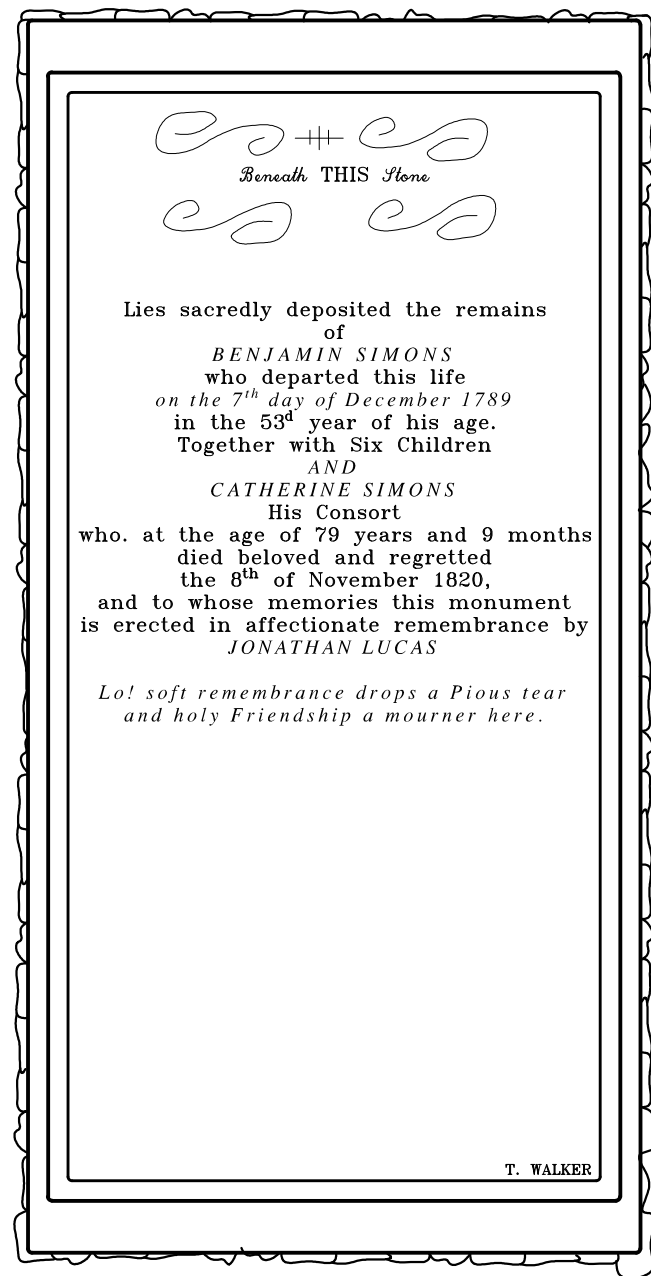 Beneath THIS Stone
Lies sacredly deposited the remains
of
BENJAMIN SIMONS
who departed this life
on the 7th day of December 1789
in the 53d year of his age.
Together with Six Children
AND
CATHERINE SIMONS
His Consort
who. at the age of 79 years and 9 months
died beloved and regretted
the 8th of November 1820,
and to whose memories this monument
is erected in affectionate remembrance by
JONATHAN LUCAS
Lo! soft remembrance drops a Pious tear
and holy Friendship a mourner here.
T. WALKER